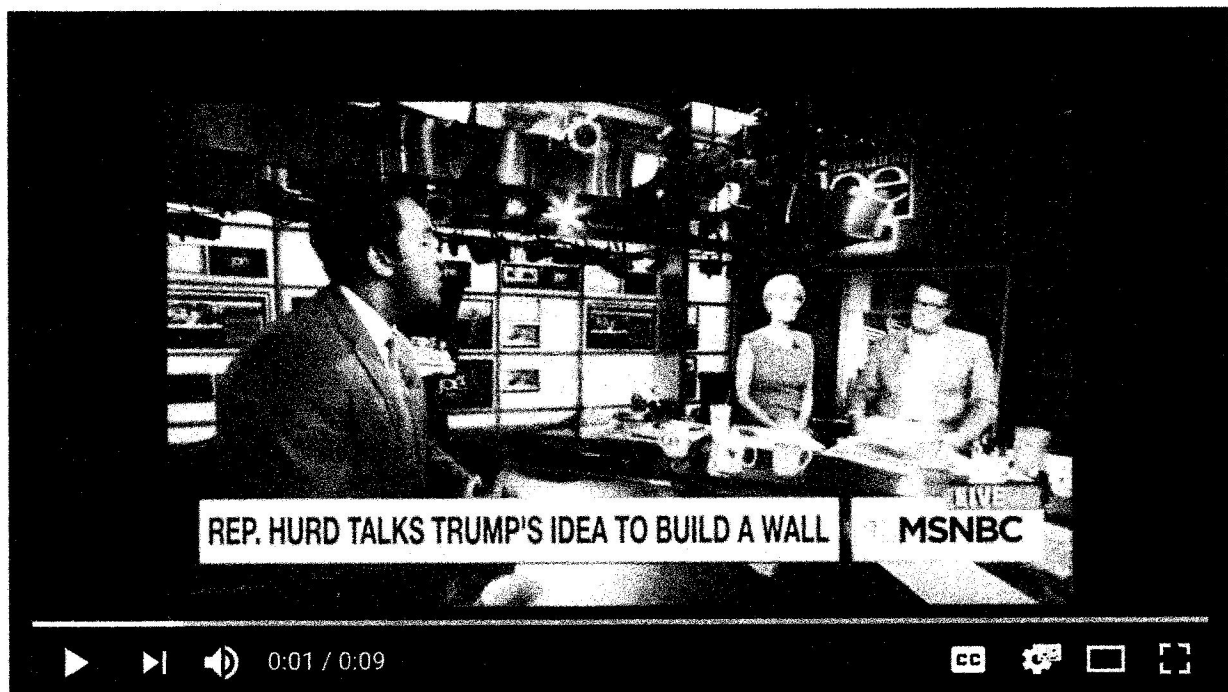 LIVE
REP. HURD TALKS TRUMP'S IDEA TO BUILD A WALL
MSNBC
0:01 / 0:09
CC